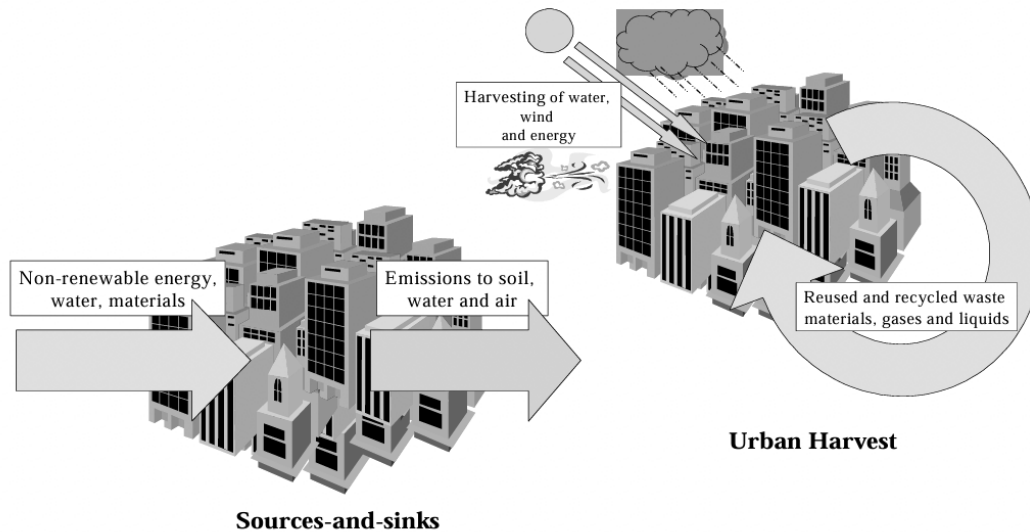 Harvesting of water,
wind
and energy
Non-renewable energy,
water, materials
Emissions to soil,
water and air
Reused and recycled waste
materials, gases and liquids
Urban Harvest
Sources-and-sinks